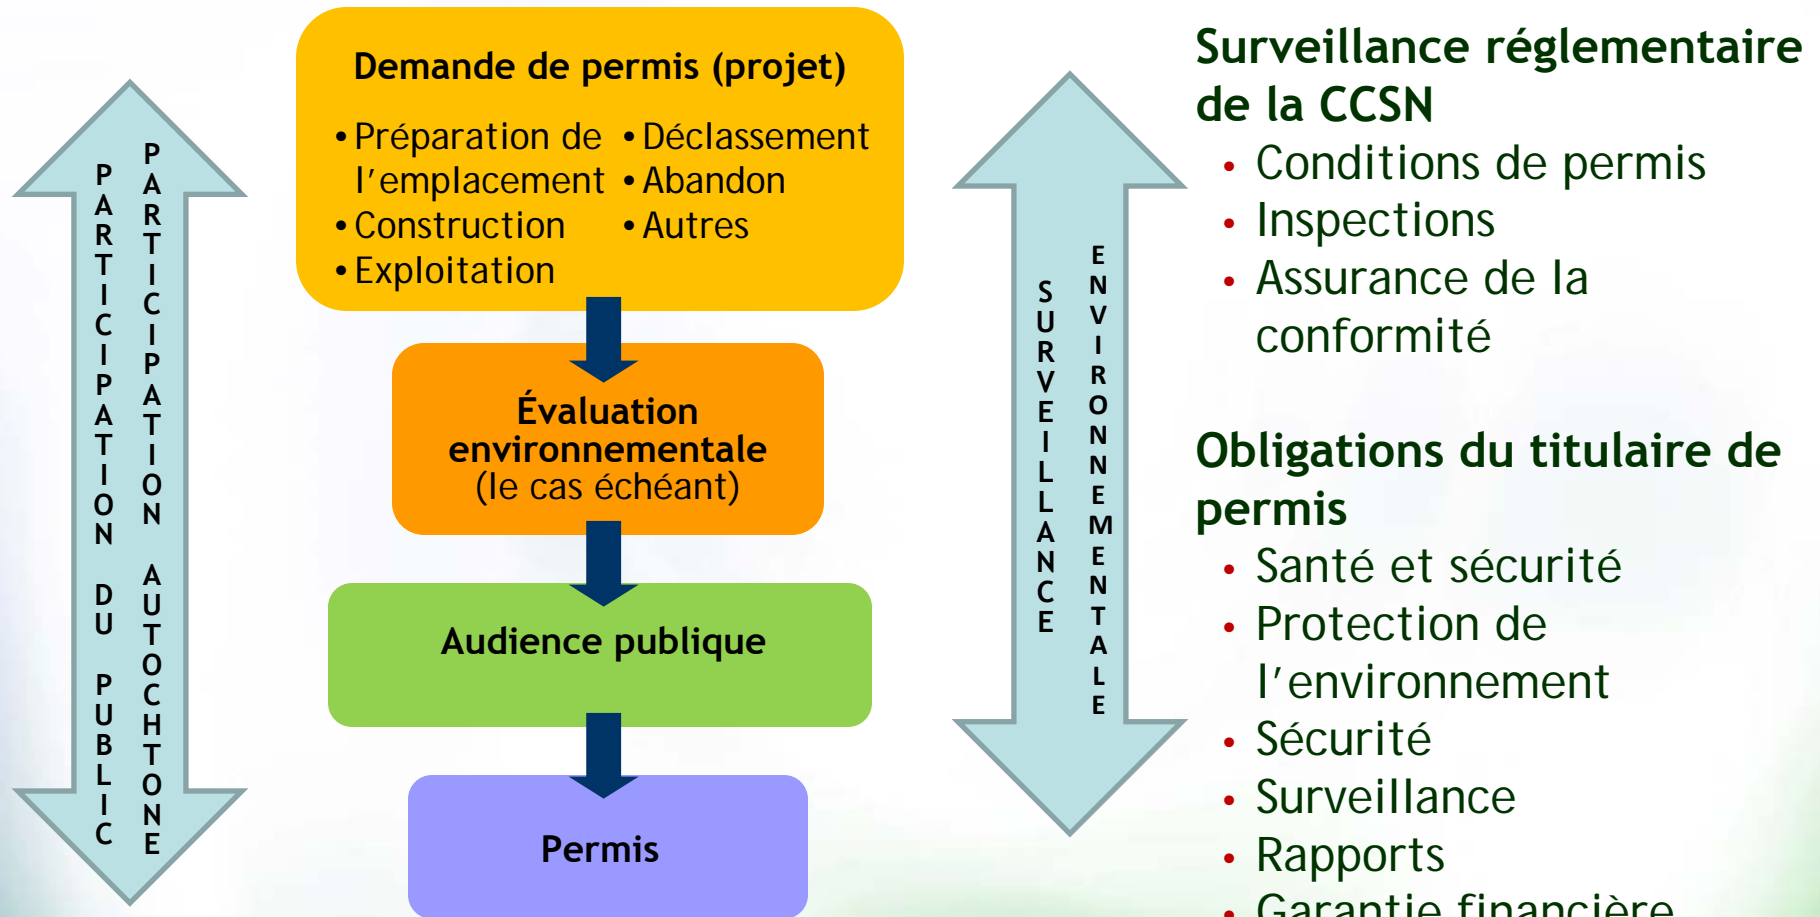 PARTICIPATION DU PUBLIC
PARTICIPATION AUTOCHTONE
Demande de permis (projet)
• Préparation de
l’emplacement
• Construction
• Exploitation
• Déclassement
• Abandon
• Autres
Évaluation
environnementale
(le cas échéant)
Audience publique
Permis
SURVEILLANCE
ENVIRONNEMENTALE
Surveillance réglementaire
de la CCSN
• Conditions de permis
• Inspections
• Assurance de la
conformité
Obligations du titulaire de
permis
• Santé et sécurité
• Protection de
l’environnement
• Sécurité
• Surveillance
• Rapports
• Garantie financière